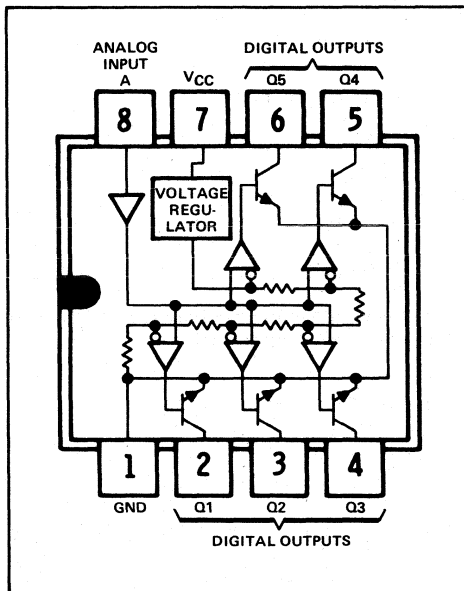 ANALOG
INPUT
A
VCC
DIGITAL OUTPUTS
Q5
Q4
8
7
6
5
VOLTAGE
REGU-
LATOR
1
2
3
4
GND
Q1
Q2
Q3
DIGITAL OUTPUTS